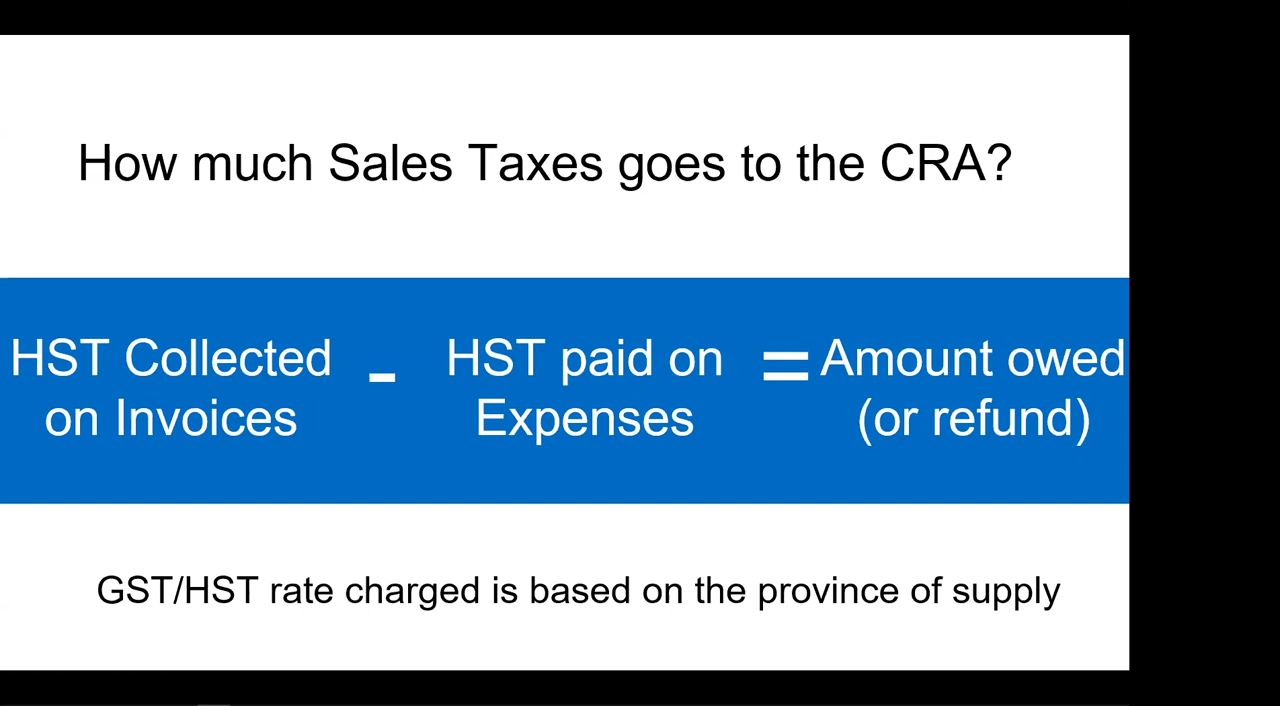 How much Sales Taxes goes to the CRA?
HST Collected
on Invoices
-
HST paid on
Expenses
=
Amount owed
(or refund)
GST/HST rate charged is based on the province of supply